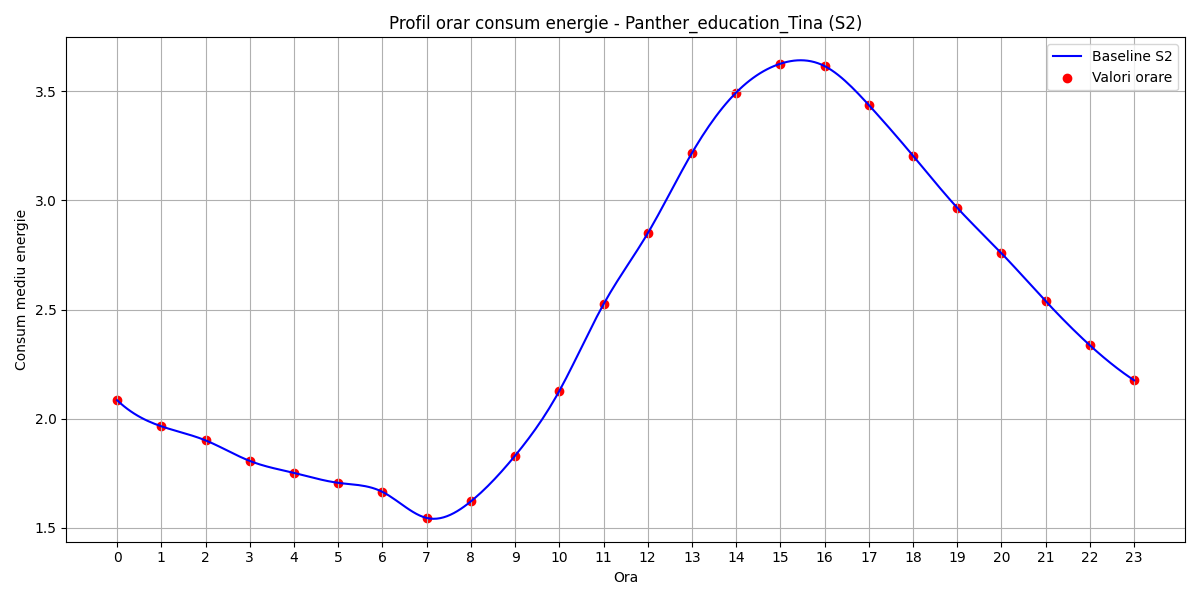 Profil orar consum energie - Panther_education_Tina (S2)
Baseline S2
Valori orare
Consum mediu energie
3.5
3.0
2.5
2.0
1.5
0 1 2 3 4 5 6 7 8 9 10 11 12 13 14 15 16 17 18 19 20 21 22 23
Ora